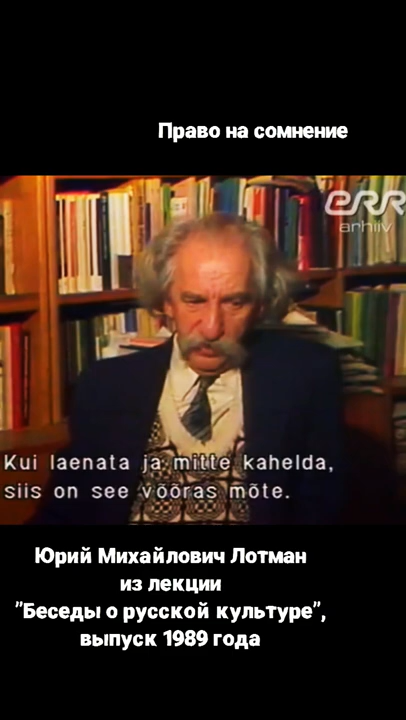 Право на сомнение
err
arhiiv
Kui laenata ja mitte kahelda,
siis on see võõras mõte.
Юрий Михайлович Лотман
из лекции
"Беседы о русской культуре",
выпуск 1989 года